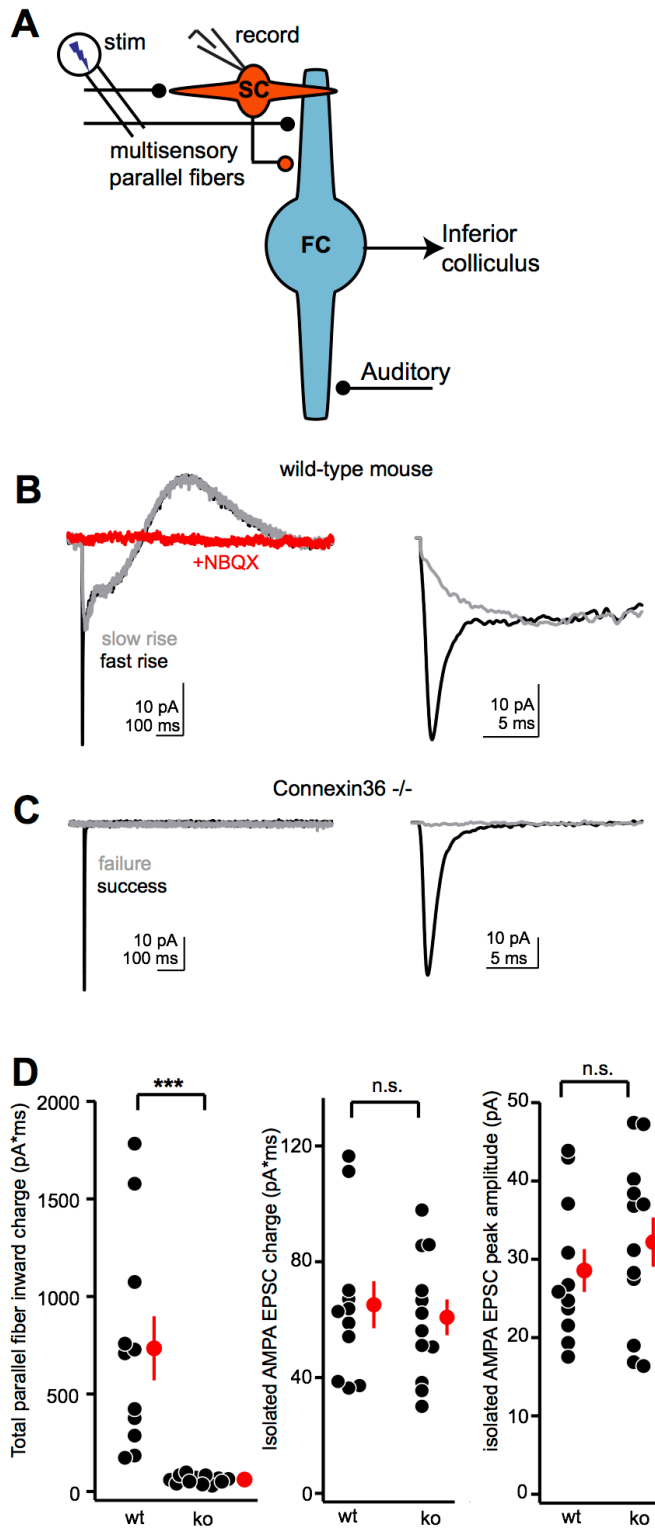 A
stim
record
SC
multisensory
parallel fibers
FC
Inferior
colliculus
Auditory
B
wild-type mouse
+NBQX
slow rise
fast rise
10 pA
100 ms
10 pA
5 ms
C
Connexin36 -/-
failure
success
10 pA
100 ms
10 pA
5 ms
D
Total parallel fiber inward charge (pA*ms)
2000
1500
1000
500
0
***
wt
ko
Isolated AMPA EPSC charge (pA*ms)
120
80
40
0
n.s.
wt
ko
isolated AMPA EPSC peak amplitude (pA)
50
40
30
20
10
0
n.s.
wt
ko